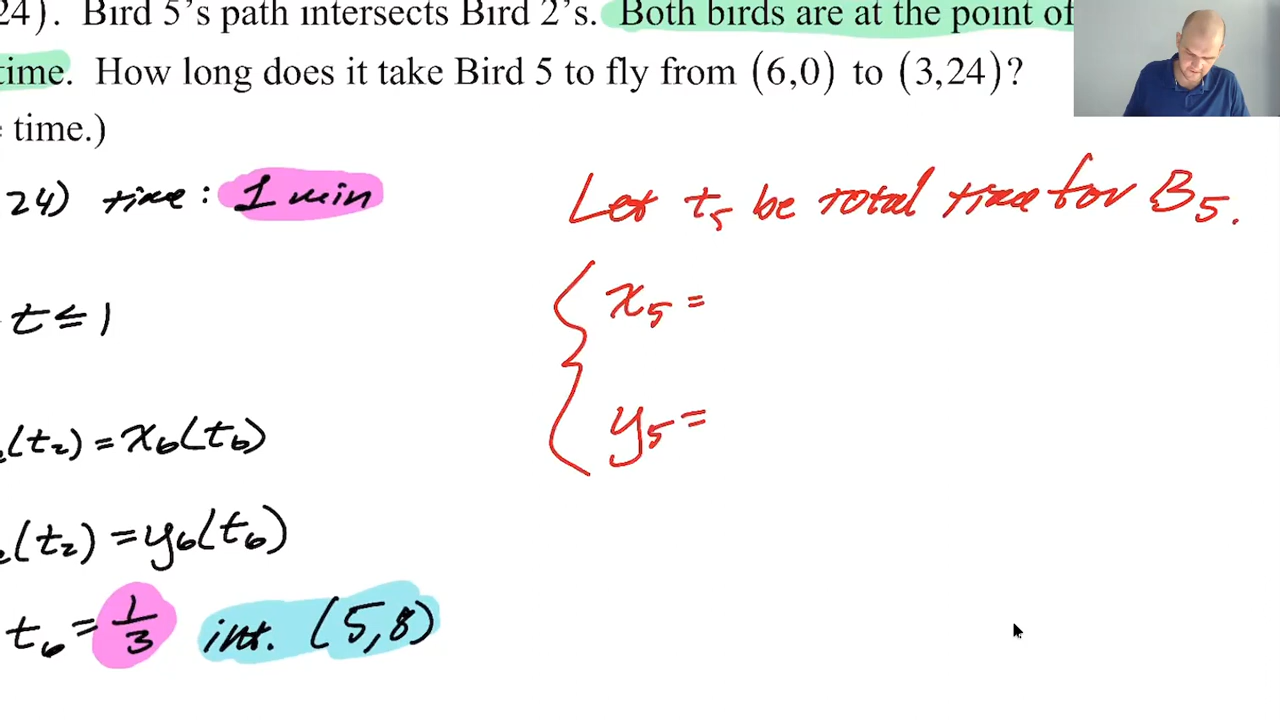 24). Bird 5's path intersects Bird 2's. Both birds are at the point of
time. How long does it take Bird 5 to fly from (6,0) to (3,24)?
time.)
24) time: 1 min
Let t₅ be total time for B₅.
t ≤ 1
x₅ =
y₅ =
(t₂) = x₆(t₆)
(t₂) = y₆(t₆)
t₆ = 1/3 int. (5,8)